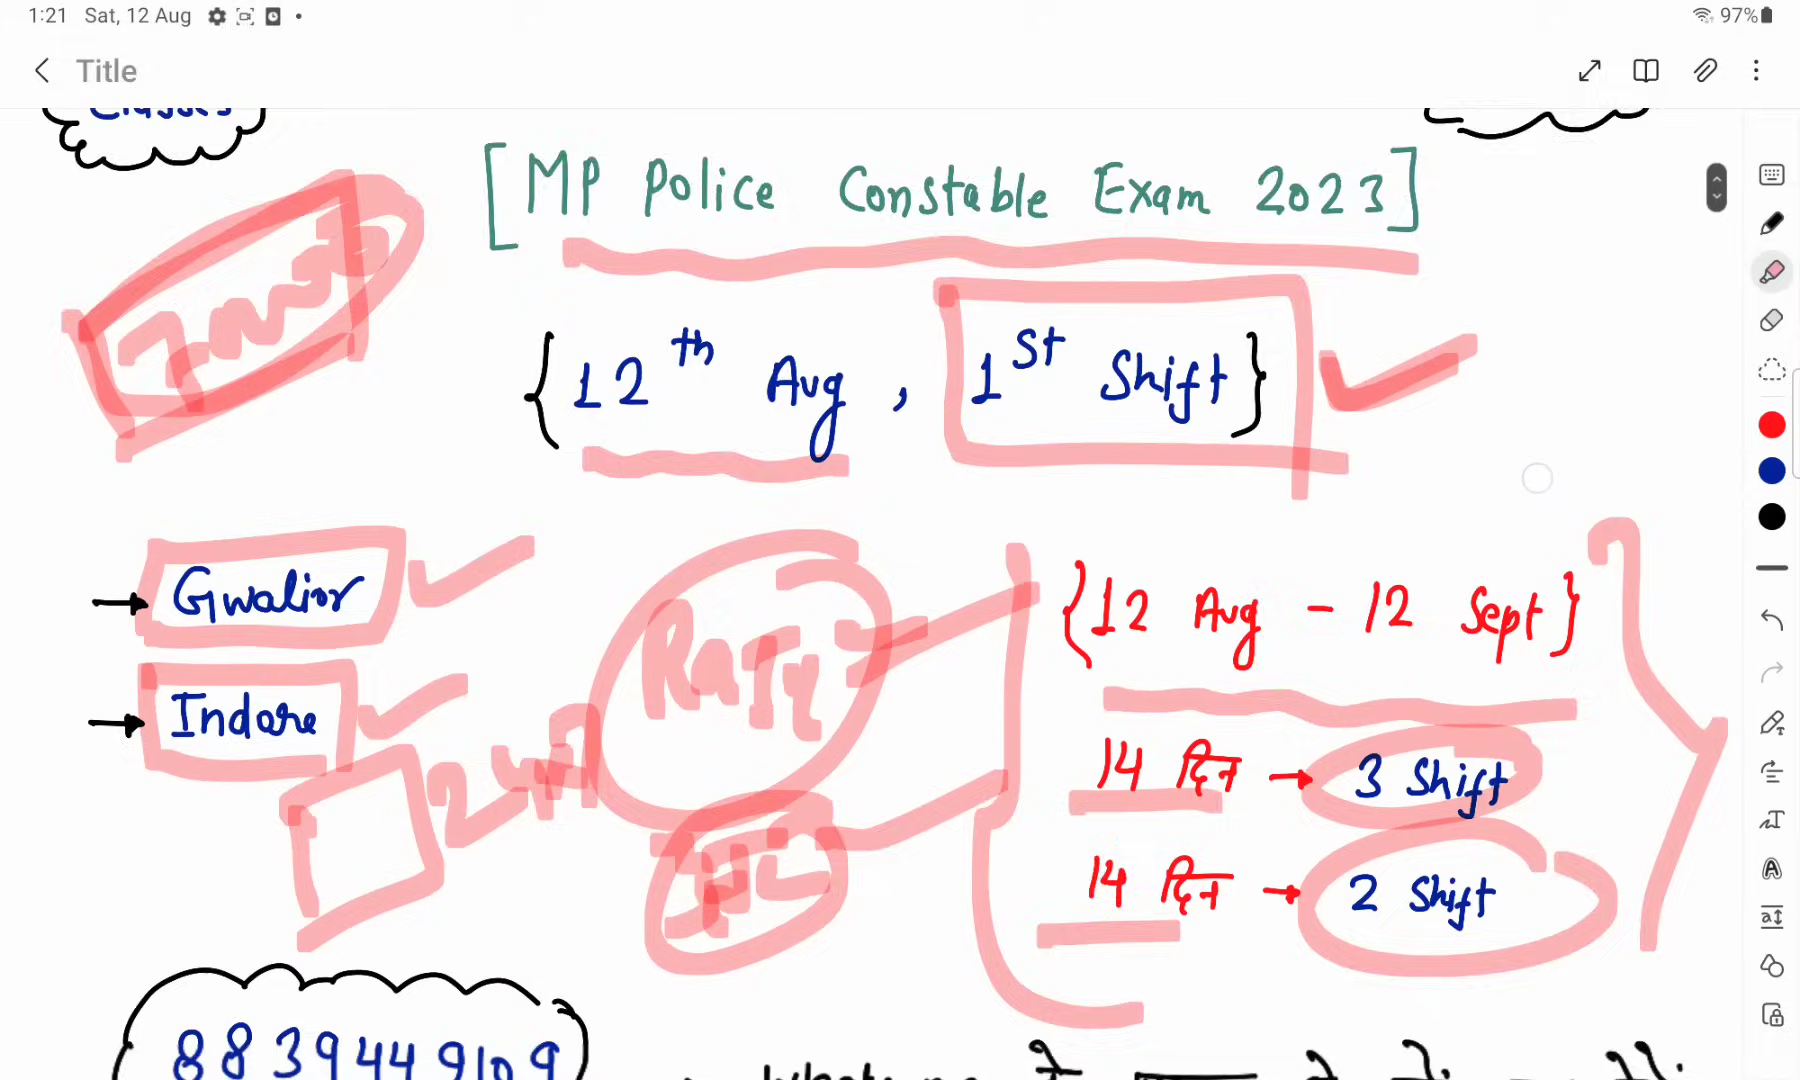 1:21 Sat, 12 Aug
97%
Title
Classes
[MP Police Constable Exam 2023]
{12th Aug, 1st Shift}
Gwalior
{12 Aug - 12 Sept}
Indore
14 दिन → 3 Shift
14 दिन → 2 Shift
8839449109